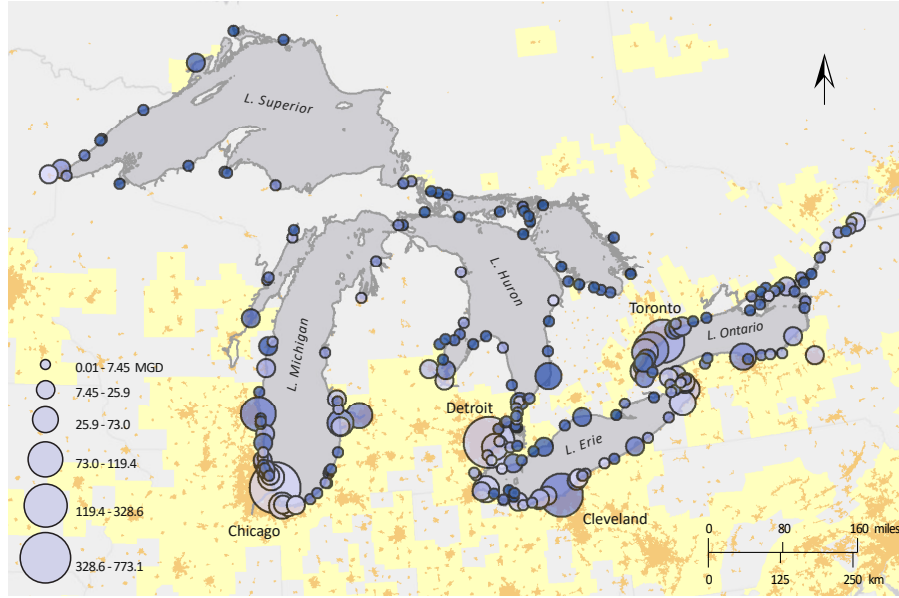 L. Superior
L. Huron
Toronto
L. Ontario
L. Michigan
0.01 - 7.45 MGD
7.45 - 25.9
25.9 - 73.0
73.0 - 119.4
119.4 - 328.6
328.6 - 773.1
Detroit
L. Erie
Chicago
Cleveland
0 80 160 miles
0 125 250 km